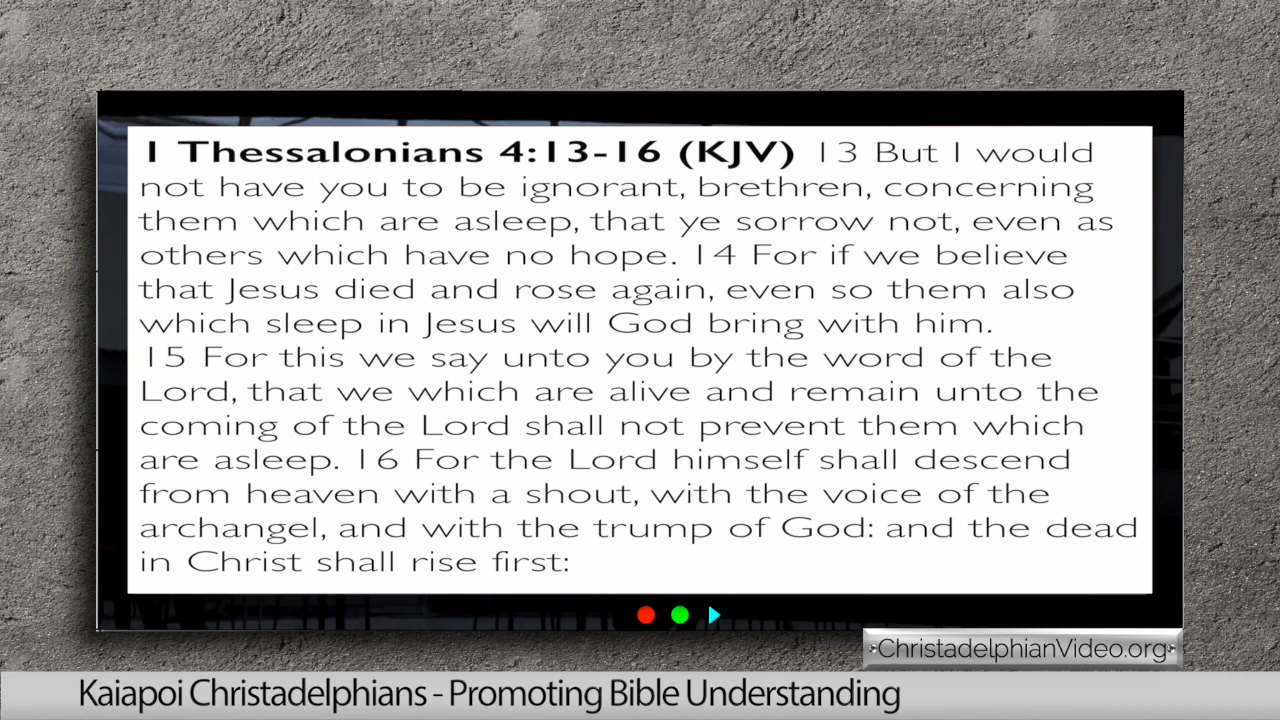 1 Thessalonians 4:13-16 (KJV) 13 But I would
not have you to be ignorant, brethren, concerning
them which are asleep, that ye sorrow not, even as
others which have no hope. 14 For if we believe
that Jesus died and rose again, even so them also
which sleep in Jesus will God bring with him.
15 For this we say unto you by the word of the
Lord, that we which are alive and remain unto the
coming of the Lord shall not prevent them which
are asleep. 16 For the Lord himself shall descend
from heaven with a shout, with the voice of the
archangel, and with the trump of God: and the dead
in Christ shall rise first:
ChristadelphianVideo.org
Kaiapoi Christadelphians - Promoting Bible Understanding